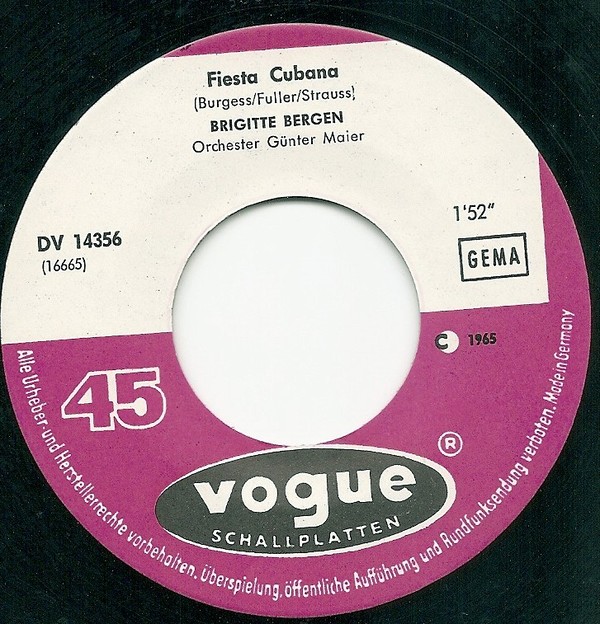 Fiesta Cubana
(Burgess/Fuller/Strauss)
BRIGITTE BERGEN
Orchester Günter Maier
1'52"
DV 14356
(16665)
GEMA
C 1965
45
®
vogue
SCHALLPLATTEN
Alle Urheber- und Herstellerrechte vorbehalten. Überspielung, öffentliche Aufführung und Rundfunksendung verboten. Made in Germany